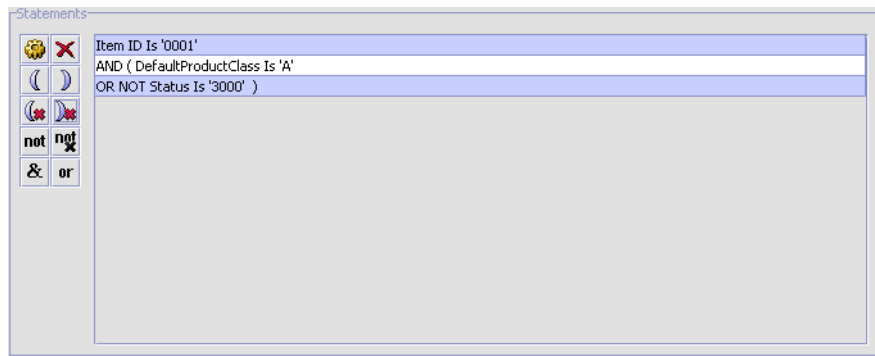 Statements
Item ID Is '0001'
AND ( DefaultProductClass Is 'A'
OR NOT Status Is '3000' )
( )
( )
not not
& or